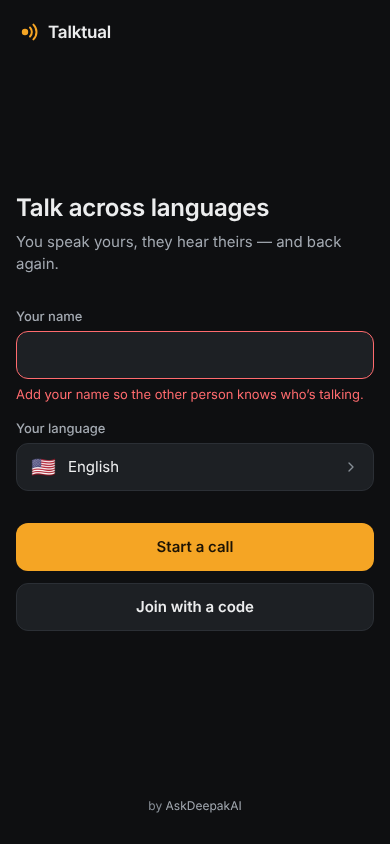 Talktual
Talk across languages
You speak yours, they hear theirs — and back
again.
Your name
Add your name so the other person knows who’s talking.
Your language
English
Start a call
Join with a code
by AskDeepakAI